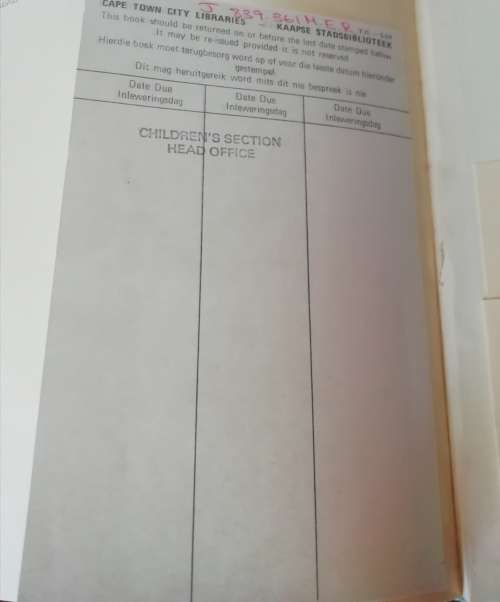 J 839.361 MER
CAPE TOWN CITY LIBRARIES KAAPSE STADSBIBLIOTEEK
This book should be returned on or before the last date stamped below.
It may be re-issued provided it is not reserved
Hierdie boek moet terugbesorg word op of voor die laaste datum hieronder
gestempel.
Dit mag heruitgereik word mits dit nie bespreek is nie
Date Due Date Due Date Due
Inleweringsdag Inleweringsdag Inleweringsdag
CHILDREN'S SECTION
HEAD OFFICE